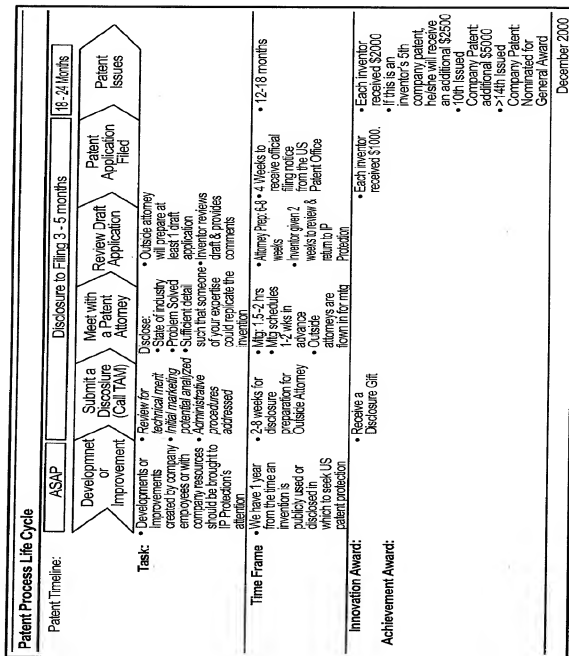 Patent Process Life Cycle
Patent Timeline:
ASAP
Disclosure to Filing 3 - 5 months
18 - 24 Months
Developmnet
or
Improvement
Submit a
Discoslure
(Call TAM)
Meet with
a Patent
Attorney
Review Draft
Application
Patent
Application
Filed
Patent
Issues
Task:
• Developments or
improvements
created by company
empoyees or with
company resources
should be brought to
IP Protection's
attention
• Review for
technical ment
• Initial marketing
potential analyzed
• Administrative
procedures
addressed
Disclose:
• State of industry
• Problem Solved
• Sufficient detail
such that someone
of your expertise
could replicate the
invention
• Outside attorney
will prepare at
least 1 draft
application
• Inventor reviews
draft & provides
comments
Time Frame
• We have 1 year
from the time an
invention is
publicly used or
disclosed in
which to seek US
patent protection
• 2-8 weeks for
disclosure
preparation for
Outside Attorney
• Mtg: 1.5-2 hrs
• Mtg schedules
1-2 wks in
advance
• Outside
attorneys are
flown in for mtg
• Attorney Prep: 6-8
weeks
• Inventor given 2
weeks to review &
return to IP
Protection
• 4 Weeks to
receive official
filing notice
from the US
Patent Office
• 12-18 months
Innovation Award:
• Receive a
Disclosure Gift
• Each inventor
received $1000.
• Each inventor
received $2000
• If this is an
inventor's 5th
company, patent,
he/she will receive
an additional $2500
• 10th Issued
Company Patent:
additional $5000
• >14th Issued
Company Patent:
Nominated for
General Award
Achievement Award:
December 2000